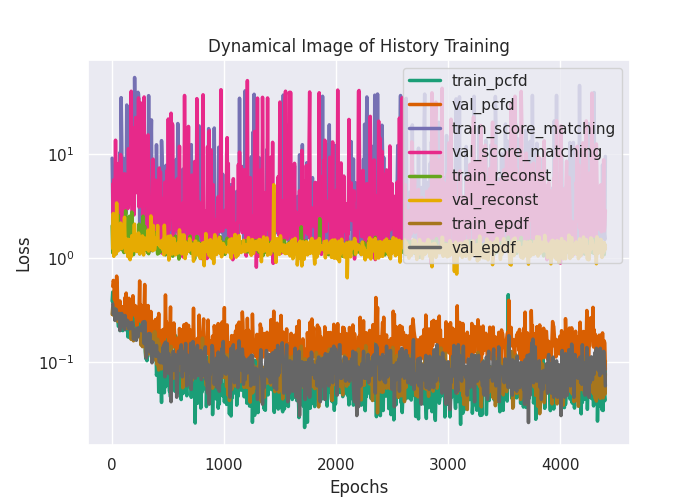 Dynamical Image of History Training
train_pcfd
val_pcfd
train_score_matching
val_score_matching
train_reconst
val_reconst
train_epdf
val_epdf
10¹
10⁰
10⁻¹
Loss
0 1000 2000 3000 4000
Epochs